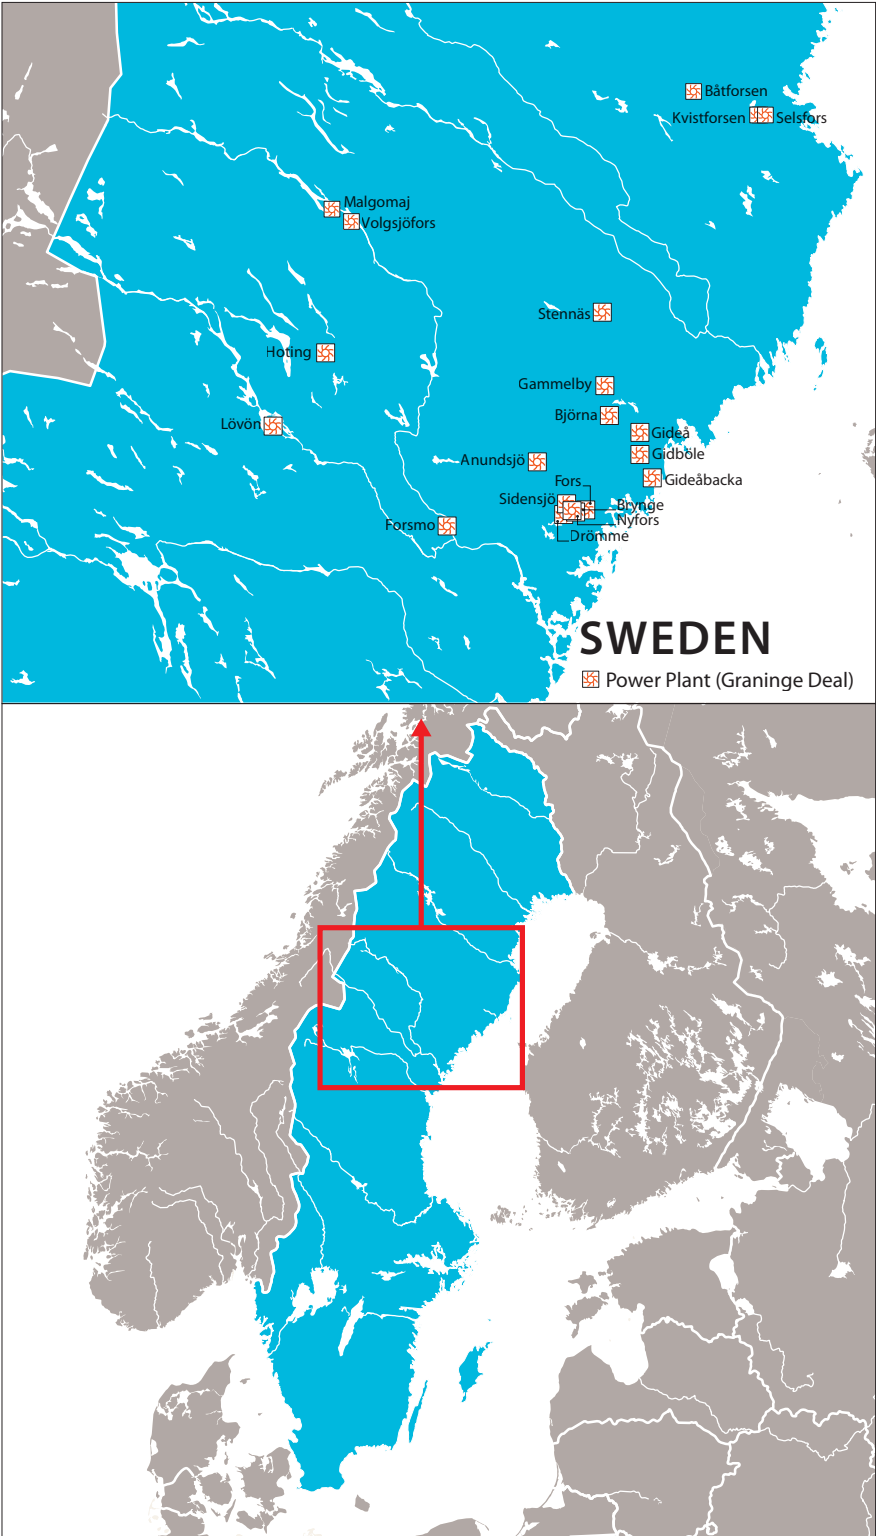 Båtforsen
Kvistforsen
Selsfors
Malgomaj
Volgsjöfors
Stennäs
Hoting
Gammelby
Björna
Lövön
Gideå
Gidböle
Anundsjö
Gideåbacka
Fors
Sidensjö
Brynge
Nyfors
Forsmo
Drömme
SWEDEN
Power Plant (Graninge Deal)